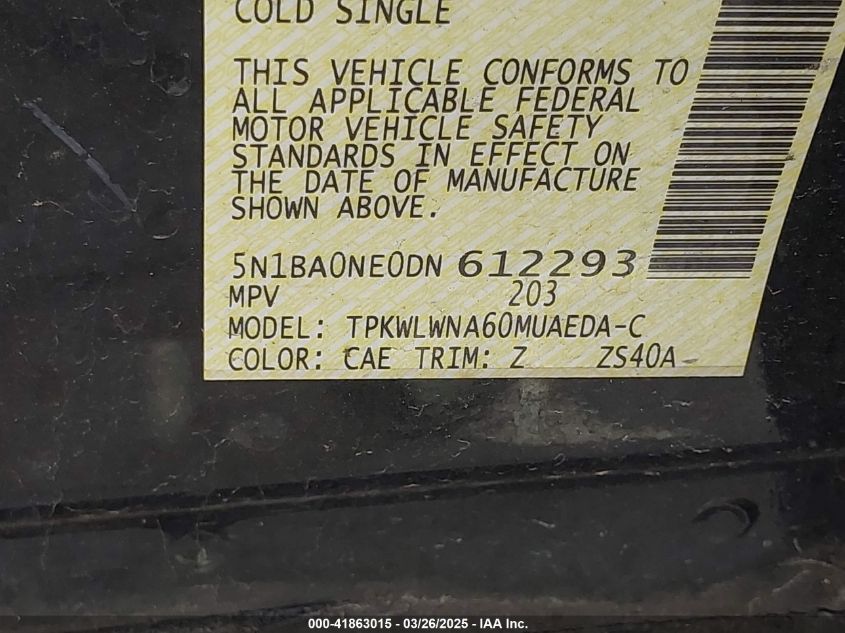 COLD SINGLE
THIS VEHICLE CONFORMS TO
ALL APPLICABLE FEDERAL
MOTOR VEHICLE SAFETY
STANDARDS IN EFFECT ON
THE DATE OF MANUFACTURE
SHOWN ABOVE.
5N1BA0NE0DN 612293
MPV 203
MODEL: TPKWLWNA60MUAEDA-C
COLOR: CAE TRIM: Z ZS40A
000-41863015 - 03/26/2025 - IAA Inc.